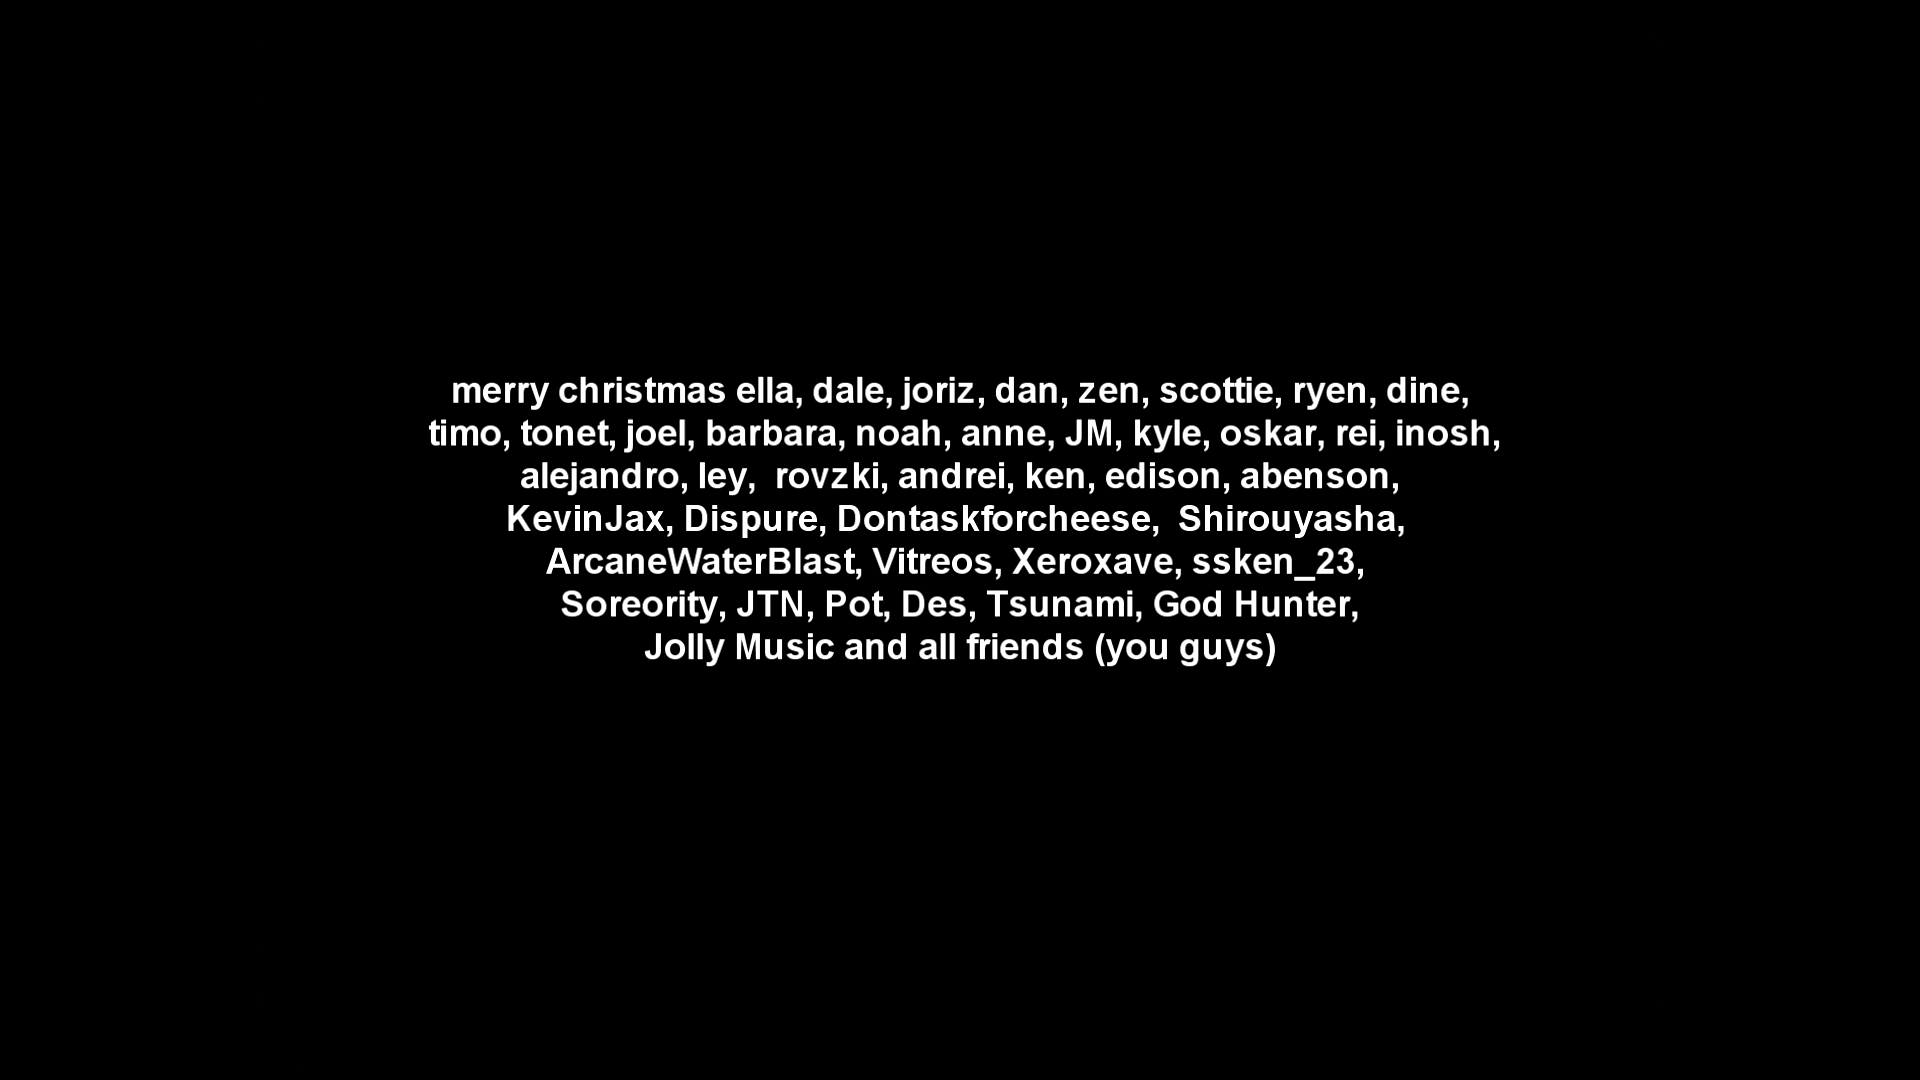 merry christmas ella, dale, joriz, dan, zen, scottie, ryen, dine,
timo, tonet, joel, barbara, noah, anne, JM, kyle, oskar, rei, inosh,
alejandro, ley,  rovzki, andrei, ken, edison, abenson,
KevinJax, Dispure, Dontaskforcheese,  Shirouyasha,
ArcaneWaterBlast, Vitreos, Xeroxave, ssken_23,
Soreority, JTN, Pot, Des, Tsunami, God Hunter,
Jolly Music and all friends (you guys)